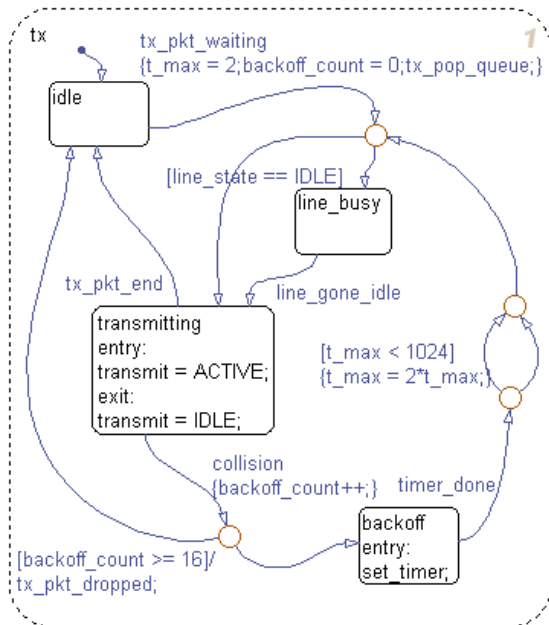 tx
1
tx_pkt_waiting
{t_max = 2;backoff_count = 0;tx_pop_queue;}
idle
[line_state == IDLE]
line_busy
tx_pkt_end
line_gone_idle
transmitting
entry:
transmit = ACTIVE;
exit:
transmit = IDLE;
[t_max < 1024]
{t_max = 2*t_max;}
collision
{backoff_count++;}
timer_done
backoff
entry:
set_timer;
[backoff_count >= 16]/
tx_pkt_dropped;